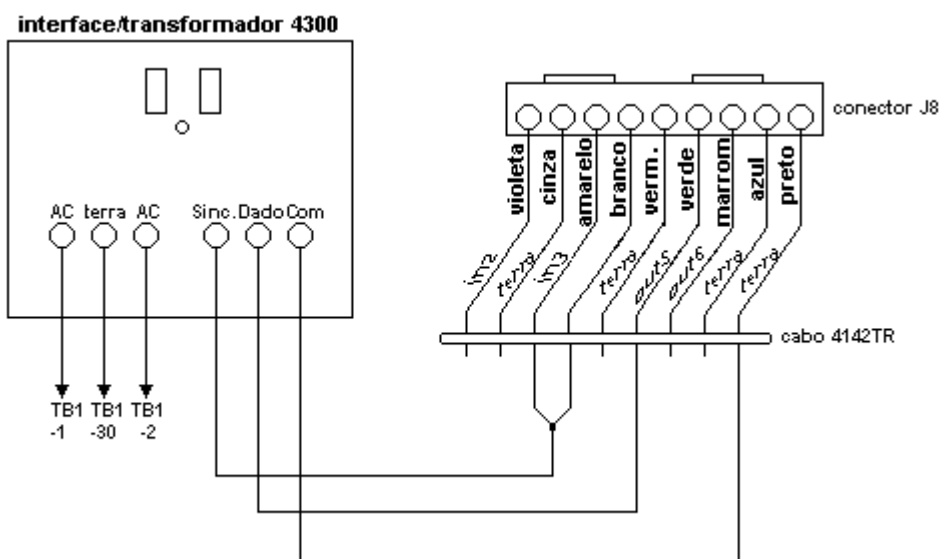 interface/transformador 4300
conector J8
violeta
cinza
amarelo
branco
verm.
verde
marrom
azul
preto
AC terra AC Sinc. Dado Com
in2
terra
in3
terra
out5
out6
terra
terra
cabo 4142TR
TB1 TB1 TB1
-1 -30 -2